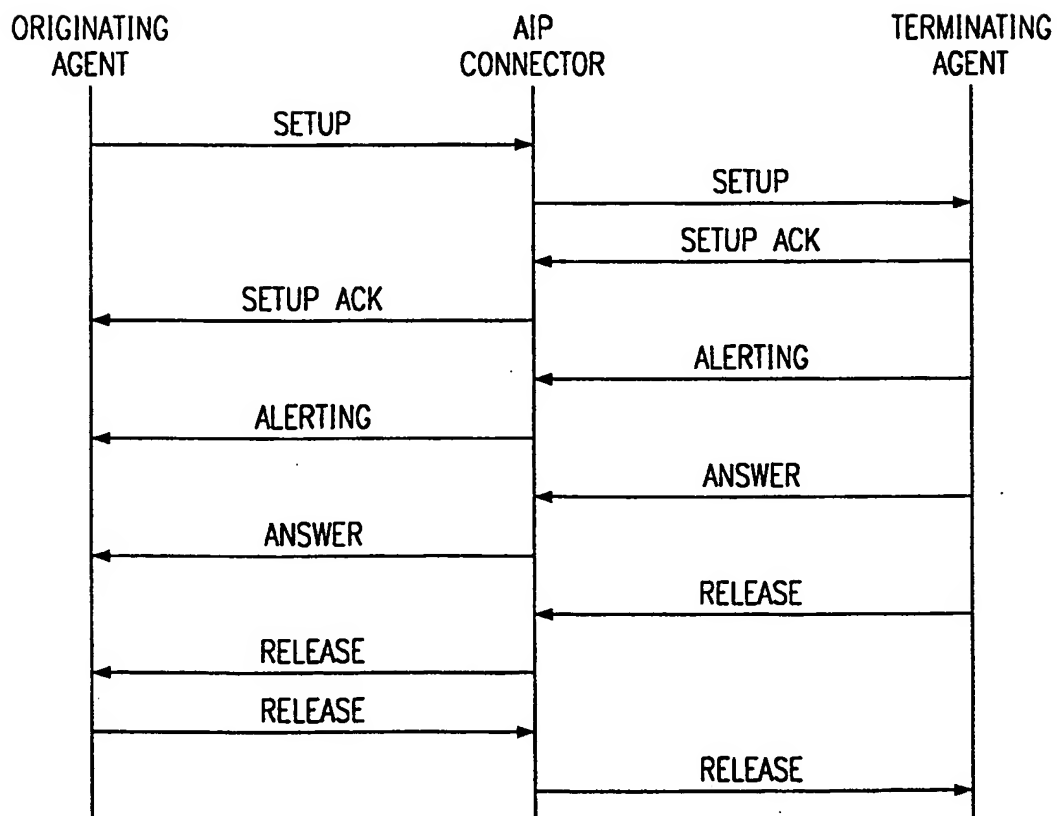 ORIGINATING
AGENT
AIP
CONNECTOR
TERMINATING
AGENT
SETUP
SETUP
SETUP ACK
SETUP ACK
ALERTING
ALERTING
ANSWER
ANSWER
RELEASE
RELEASE
RELEASE
RELEASE